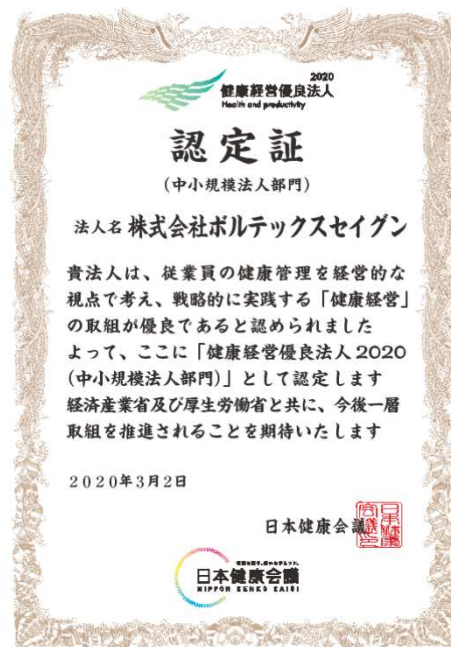 2020
健康経営優良法人
Health and productivity
認定証
(中小規模法人部門)
法人名 株式会社ボルテックスセイグン
貴法人は、従業員の健康管理を経営的な
視点で考え、戦略的に実践する「健康経営」
の取組が優良であると認められました
よって、ここに「健康経営優良法人2020
(中小規模法人部門)」として認定します
経済産業省及び厚生労働省と共に、今後一層
取組を推進されることを期待いたします
2020年3月2日
日本健康会議
日本健康会議
NIPPON KENKO KAIGI